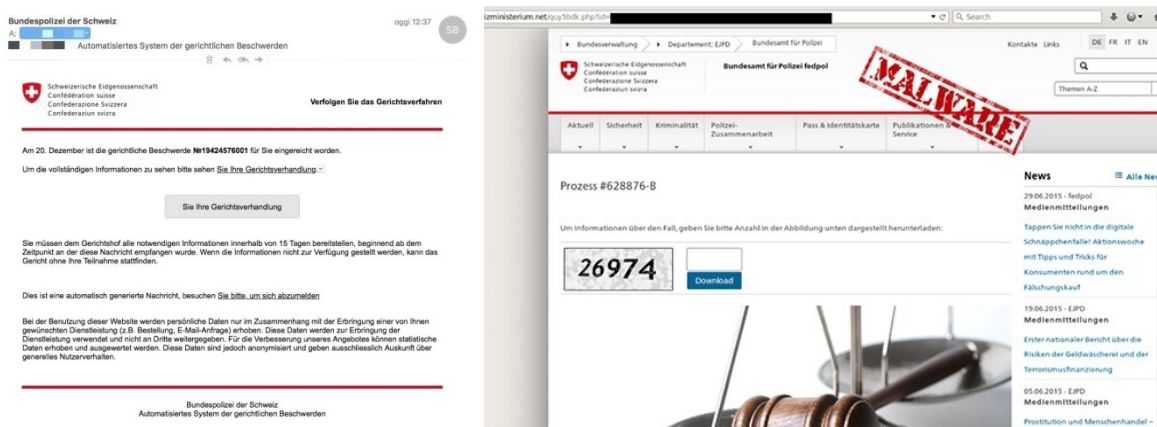 Bundespolizei der Schweiz
oggi 12:37
SB
A:
Automatisiertes System der gerichtlichen Beschwerden
Schweizerische Eidgenossenschaft
Confédération suisse
Confederazione Svizzera
Confederaziun svizra
Verfolgen Sie das Gerichtsverfahren
Am 20. Dezember ist die gerichtliche Beschwerde №19424576001 für Sie eingereicht worden.
Um die vollständigen Informationen zu sehen bitte sehen Sie Ihre Gerichtsverhandlung.
Sie Ihre Gerichtsverhandlung
Sie müssen dem Gerichtshof alle notwendigen Informationen innerhalb von 15 Tagen bereitstellen, beginnend ab dem
Zeitpunkt an der diese Nachricht empfangen wurde. Wenn die Informationen nicht zur Verfügung gestellt werden, kann das
Gericht ohne Ihre Teilnahme stattfinden.
Dies ist eine automatisch generierte Nachricht, besuchen Sie bitte, um sich abzumelden
Bei der Benutzung dieser Website werden persönliche Daten nur im Zusammenhang mit der Erbringung einer von Ihnen
gewünschten Dienstleistung (z.B. Bestellung, E-Mail-Anfrage) erhoben. Diese Daten werden zur Erbringung der
Dienstleistung verwendet und nicht an Dritte weitergegeben. Für die Verbesserung unseres Angebotes können statistische
Daten erhoben und ausgewertet werden. Diese Daten sind jedoch anonymisiert und geben ausschliesslich Auskunft über
generelles Nutzerverhalten.
Bundespolizei der Schweiz
Automatisiertes System der gerichtlichen Beschwerden
izministerium.net/quy5bdk.php?id=
Search
Bundesverwaltung
Departement: EJPD
Bundesamt für Polizei
Kontakte Links
DE FR IT EN
Schweizerische Eidgenossenschaft
Confédération suisse
Confederazione Svizzera
Confederaziun svizra
Bundesamt für Polizei fedpol
MALWARE
Themen A-Z
Aktuell
Sicherheit
Kriminalität
Polizei-
Zusammenarbeit
Pass & Identitätskarte
Publikationen &
Service
Prozess #628876-B
Um Informationen über den Fall, geben Sie bitte Anzahl in der Abbildung unten dargestellt herunterladen:
26974
Download
News
Alle New
29.06.2015 - fedpol
Medienmitteilungen
Tappen Sie nicht in die digitale
Schnäppchenfalle! Aktionswoche
mit Tipps und Tricks für
Konsumenten rund um den
Fälschungskauf
19.06.2015 - EJPD
Medienmitteilungen
Erster nationaler Bericht über die
Risiken der Geldwäscherei und der
Terrorismusfinanzierung
05.06.2015 - EJPD
Medienmitteilungen
Prostitution und Menschenhandel –